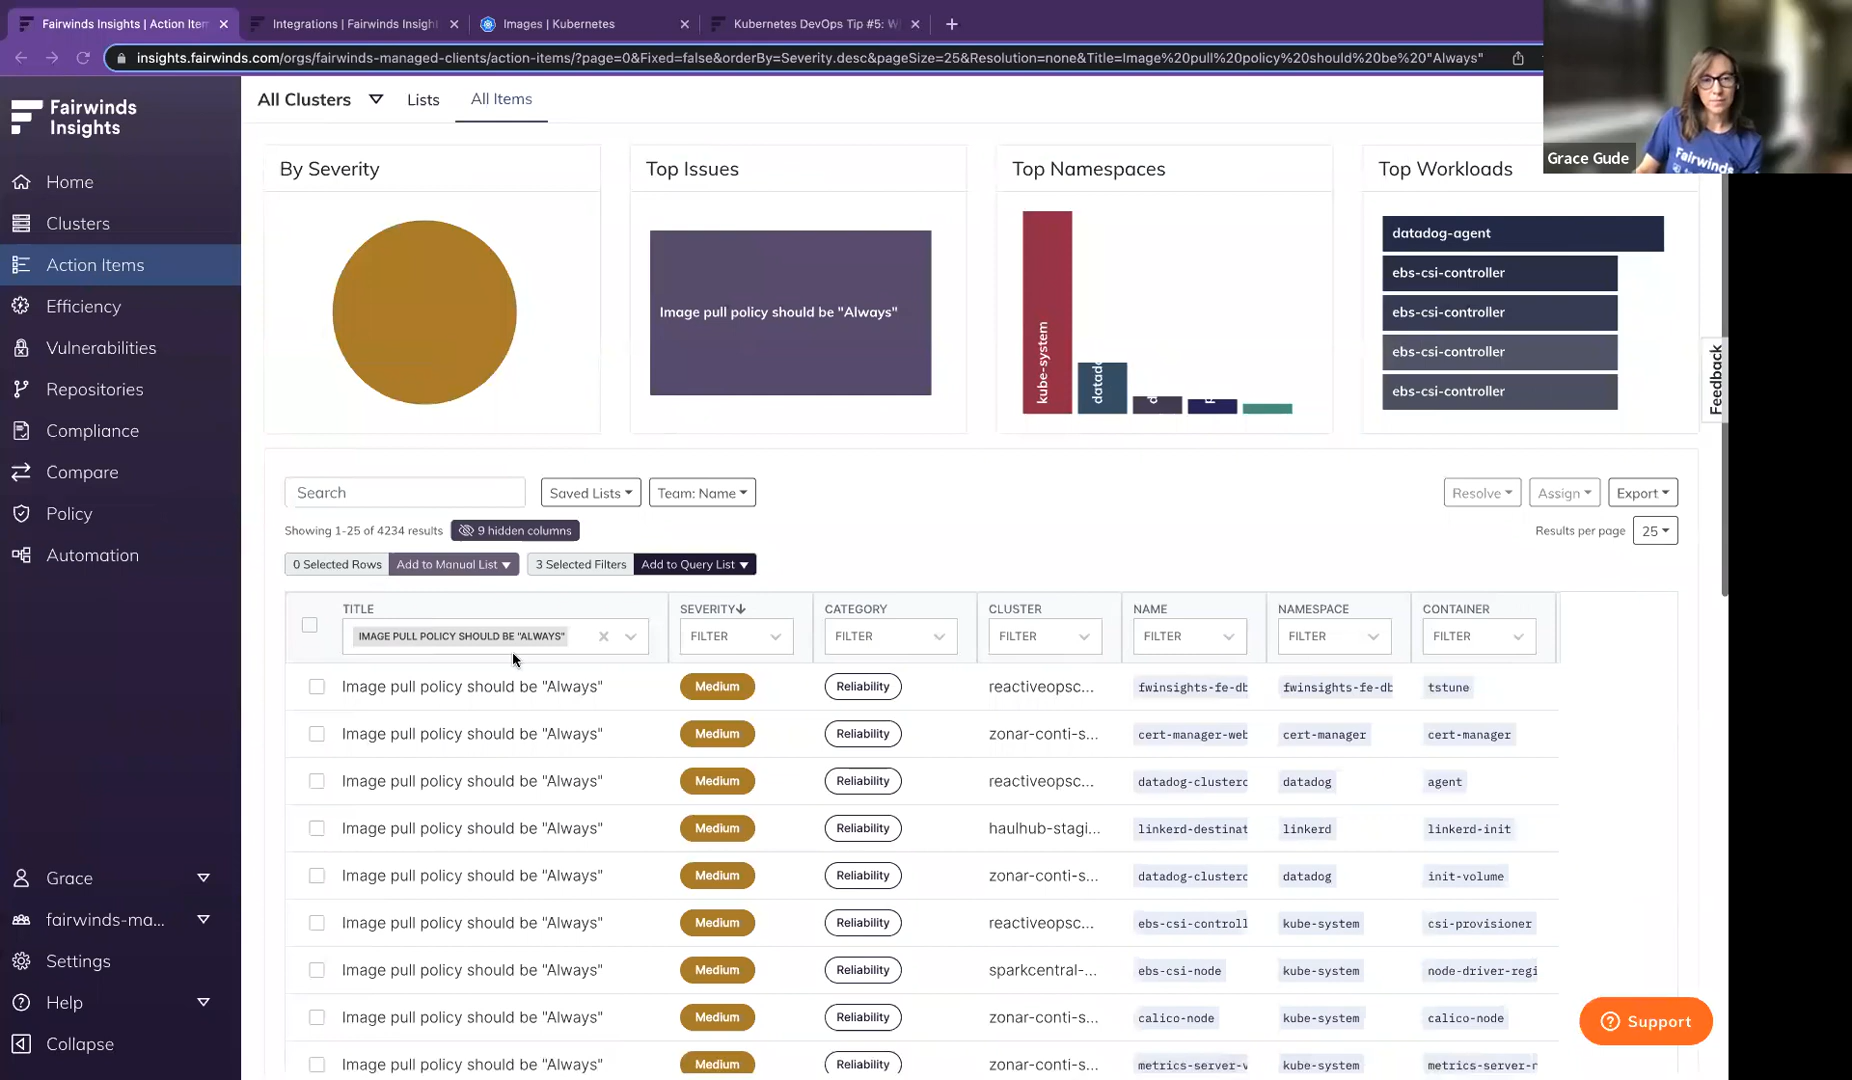 Fairwinds Insights | Action Iten
Integrations | Fairwinds Insigh
Images | Kubernetes
Kubernetes DevOps Tip #5: W
insights.fairwinds.com/orgs/fairwinds-managed-clients/action-items/?page=0&Fixed=false&orderBy=Severity.desc&pageSize=25&Resolution=none&Title=Image%20pull%20policy%20should%20be%20"Always"
Fairwinds
Insights
Home
Clusters
Action Items
Efficiency
Vulnerabilities
Repositories
Compliance
Compare
Policy
Automation
Grace
fairwinds-ma...
Settings
Help
Collapse
All Clusters
Lists
All Items
Grace Gude
Fairwinds
By Severity
Top Issues
Image pull policy should be "Always"
Top Namespaces
kube-system
datad
Top Workloads
datadog-agent
ebs-csi-controller
ebs-csi-controller
ebs-csi-controller
ebs-csi-controller
Feedback
Search
Saved Lists
Team: Name
Resolve
Assign
Export
Showing 1-25 of 4234 results
9 hidden columns
Results per page
25
0 Selected Rows
Add to Manual List
3 Selected Filters
Add to Query List
TITLE SEVERITY CATEGORY CLUSTER NAME NAMESPACE CONTAINER
IMAGE PULL POLICY SHOULD BE "ALWAYS" FILTER FILTER FILTER FILTER FILTER FILTER
Image pull policy should be "Always" Medium Reliability reactiveopsc... fwinsights-fe-db fwinsights-fe-db tstune
Image pull policy should be "Always" Medium Reliability zonar-conti-s... cert-manager-web cert-manager cert-manager
Image pull policy should be "Always" Medium Reliability reactiveopsc... datadog-clusterc datadog agent
Image pull policy should be "Always" Medium Reliability haulhub-stagi... linkerd-destinat linkerd linkerd-init
Image pull policy should be "Always" Medium Reliability zonar-conti-s... datadog-clusterc datadog init-volume
Image pull policy should be "Always" Medium Reliability reactiveopsc... ebs-csi-controll kube-system csi-provisioner
Image pull policy should be "Always" Medium Reliability sparkcentral-... ebs-csi-node kube-system node-driver-regi
Image pull policy should be "Always" Medium Reliability zonar-conti-s... calico-node kube-system calico-node
Image pull policy should be "Always" Medium Reliability zonar-conti-s... metrics-server-v kube-system metrics-server-n
Support